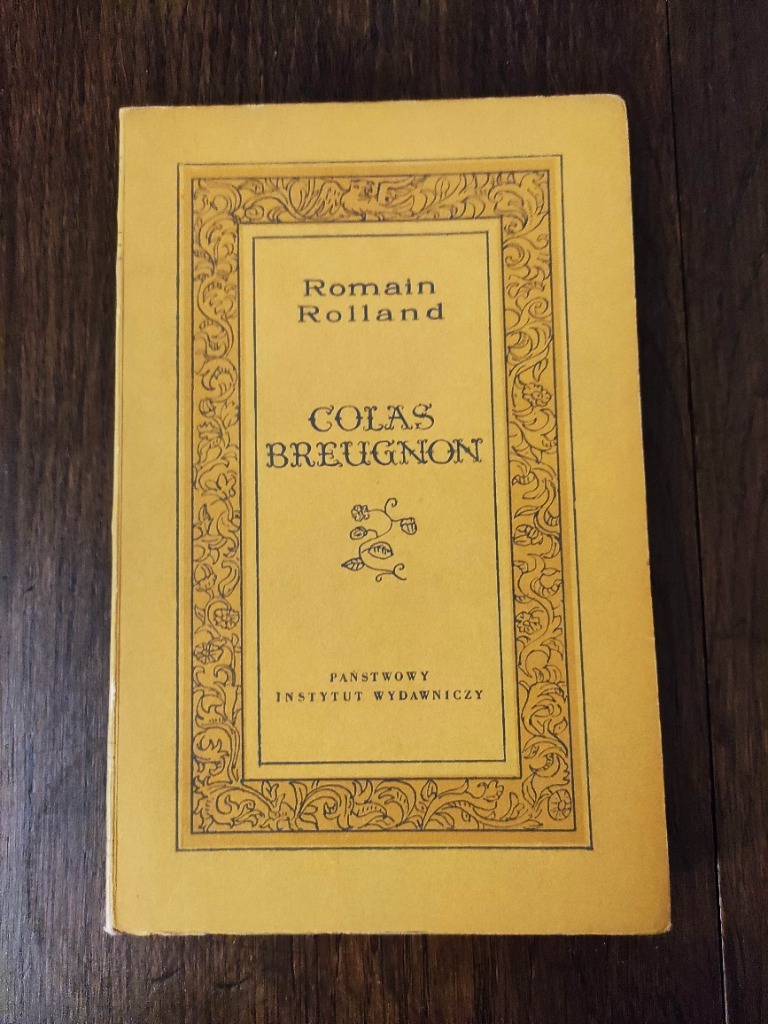 Romain
Rolland
COLAS
BREUGNON
PAŃSTWOWY
INSTYTUT WYDAWNICZY